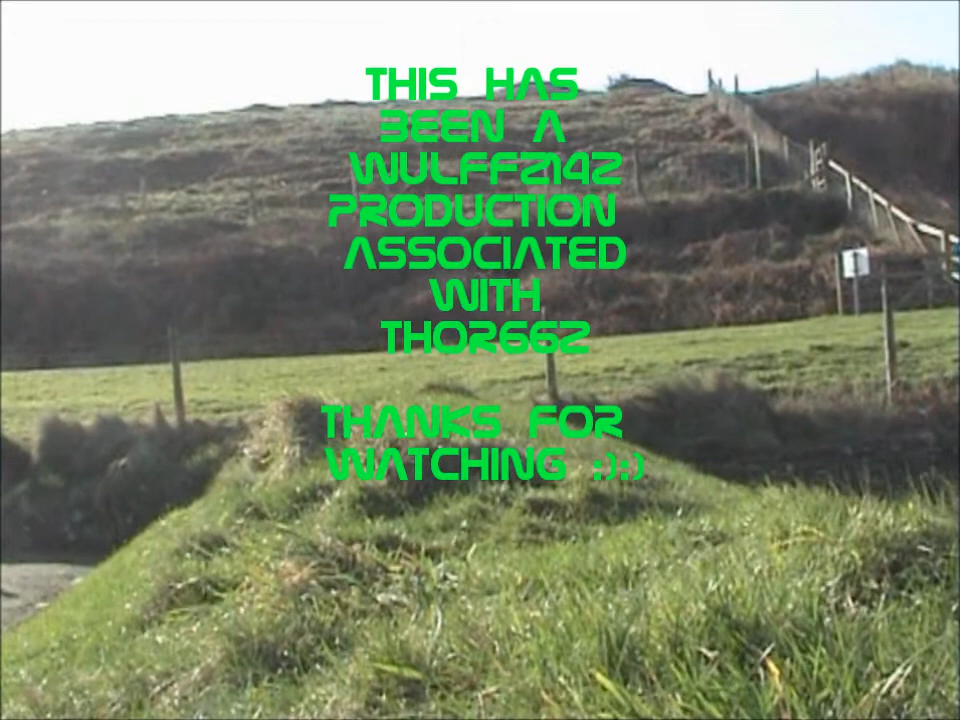 THIS HAS
BEEN A
WULFF2142
PRODUCTION
ASSOCIATED
WITH
THOR662
THANKS FOR
WATCHING :):)